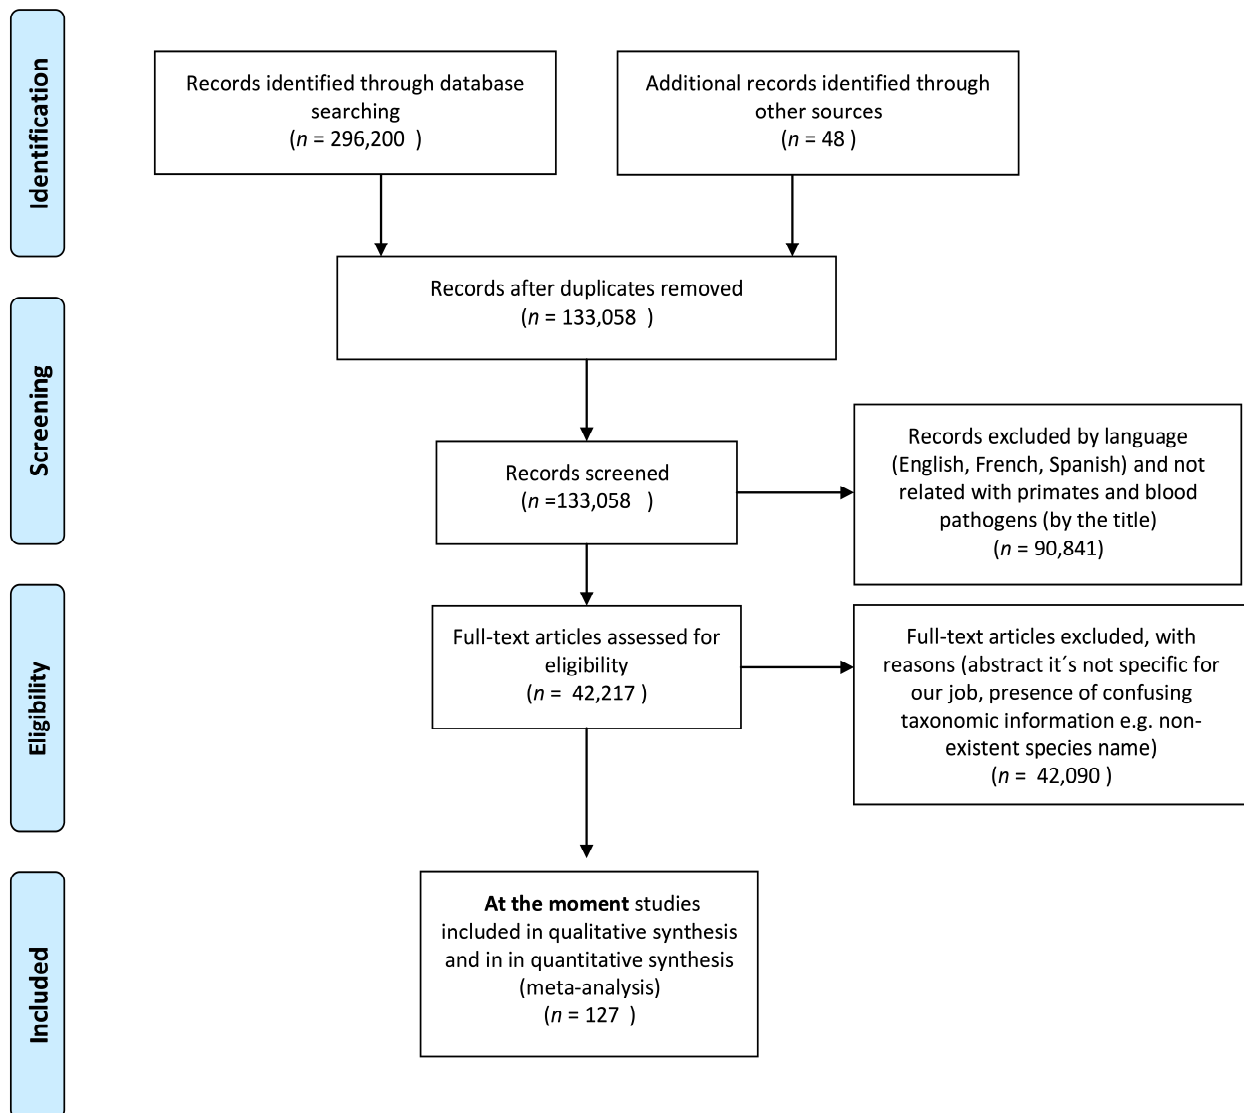 Identification
Records identified through database
searching
(n = 296,200 )
Additional records identified through
other sources
(n = 48 )
Records after duplicates removed
(n = 133,058 )
Screening
Records screened
(n =133,058 )
Records excluded by language
(English, French, Spanish) and not
related with primates and blood
pathogens (by the title)
(n = 90,841)
Eligibility
Full-text articles assessed for
eligibility
(n = 42,217 )
Full-text articles excluded, with
reasons (abstract it´s not specific for
our job, presence of confusing
taxonomic information e.g. non-
existent species name)
(n = 42,090 )
Included
At the moment studies
included in qualitative synthesis
and in in quantitative synthesis
(meta-analysis)
(n = 127 )